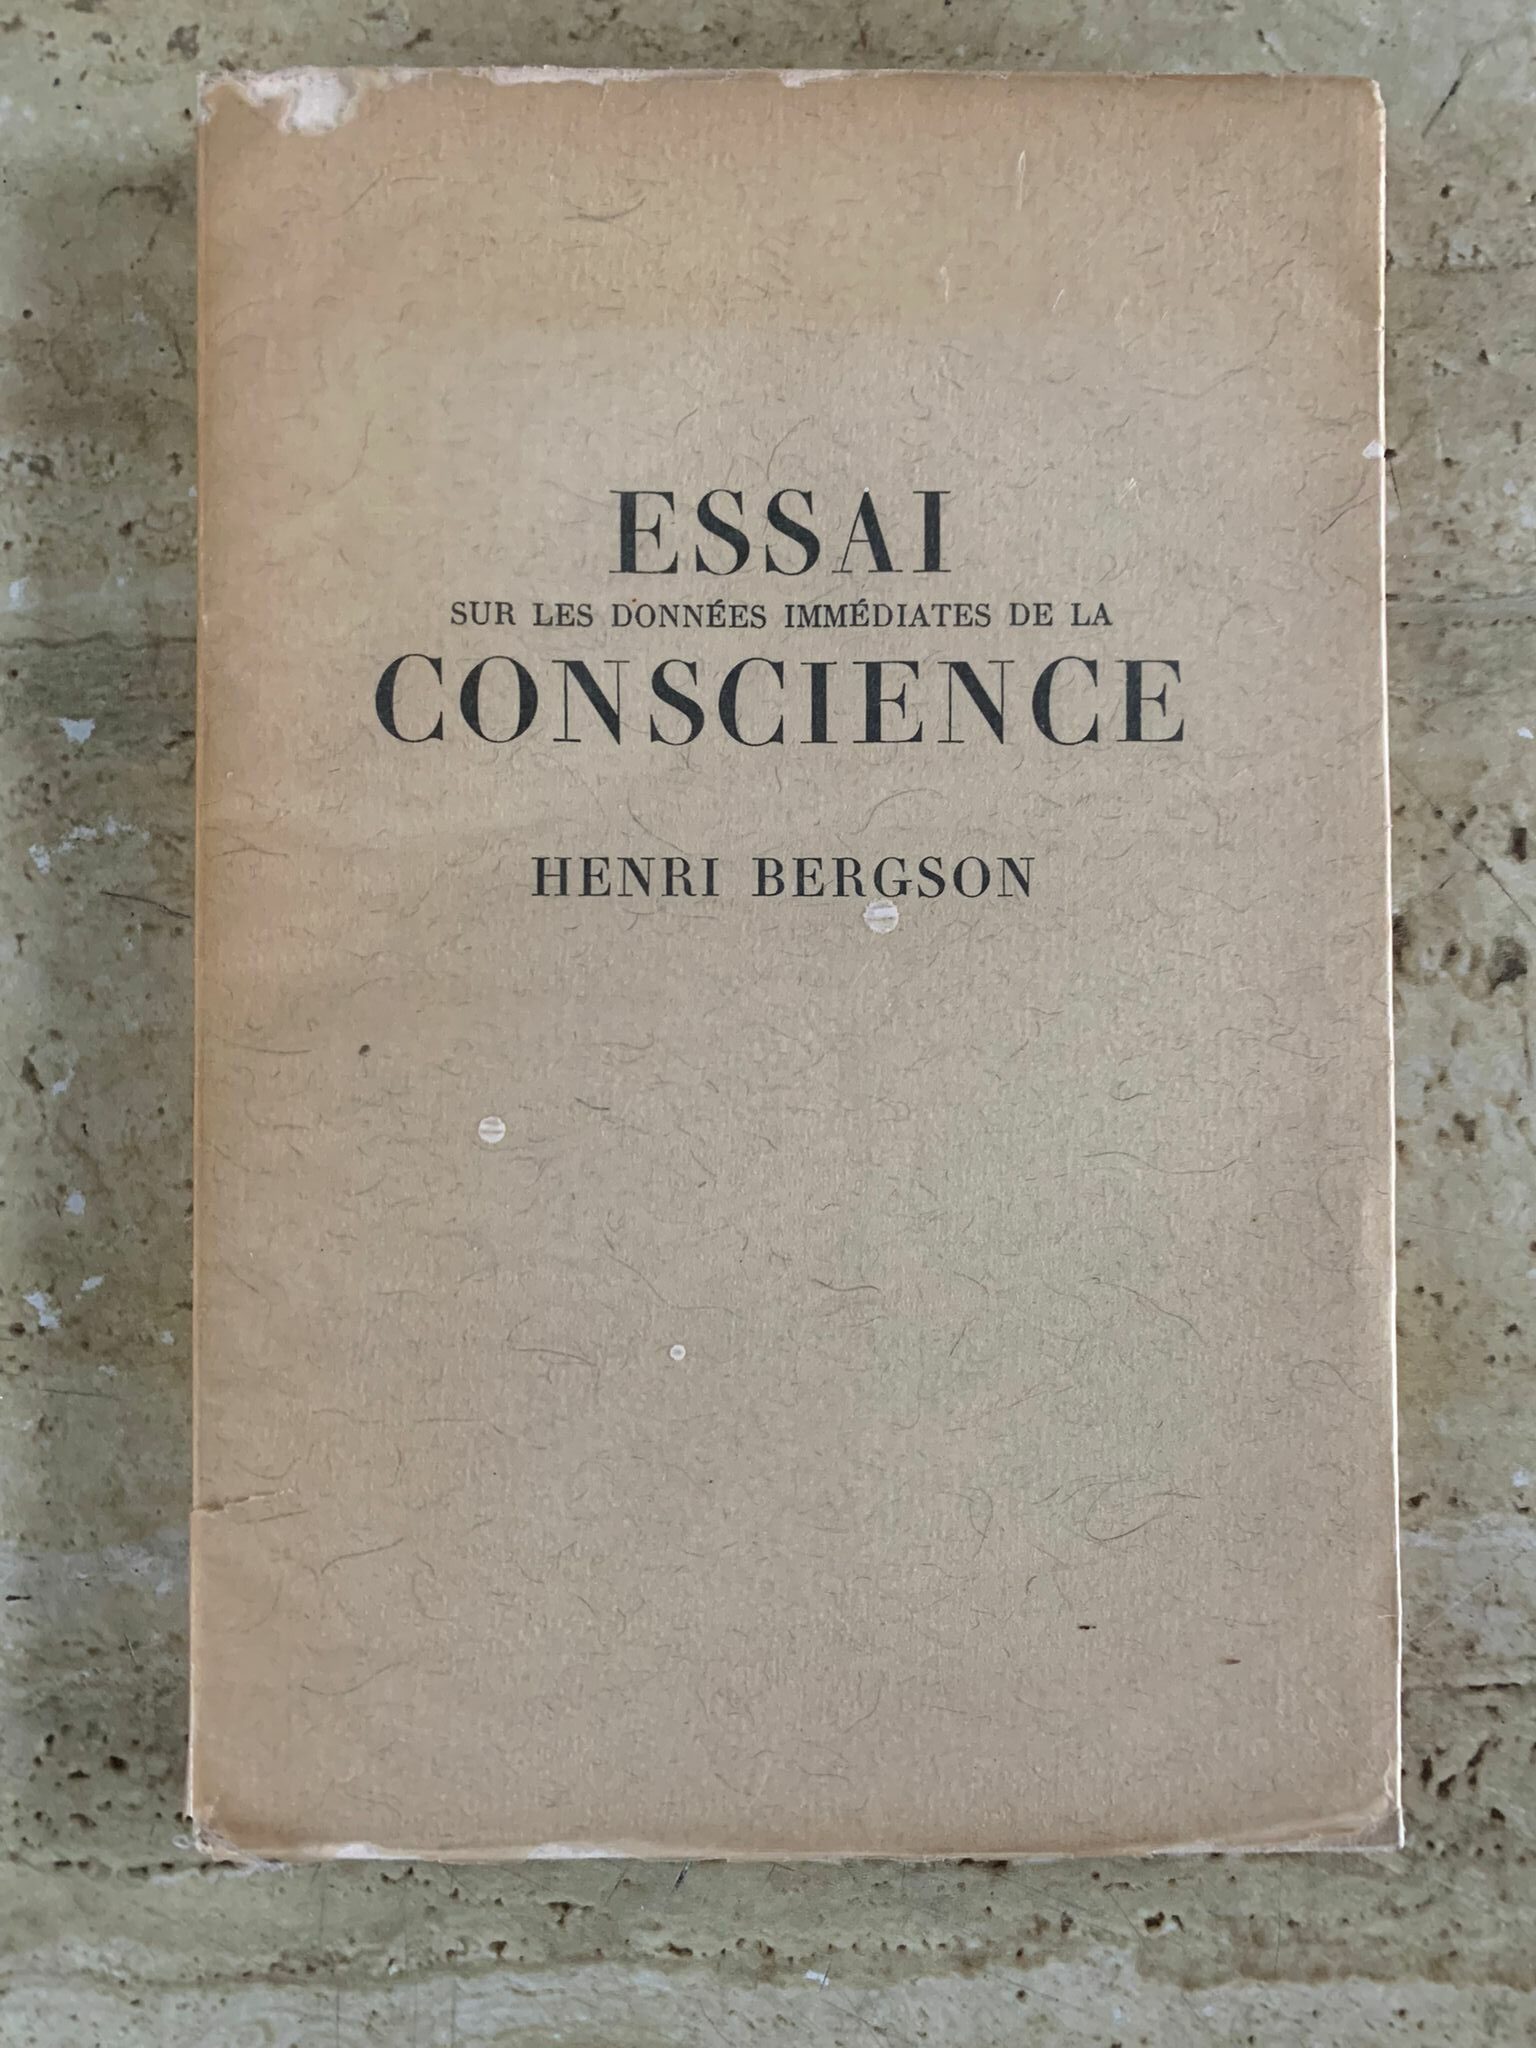 ESSAI
SUR LES DONNÉES IMMÉDIATES DE LA
CONSCIENCE
HENRI BERGSON